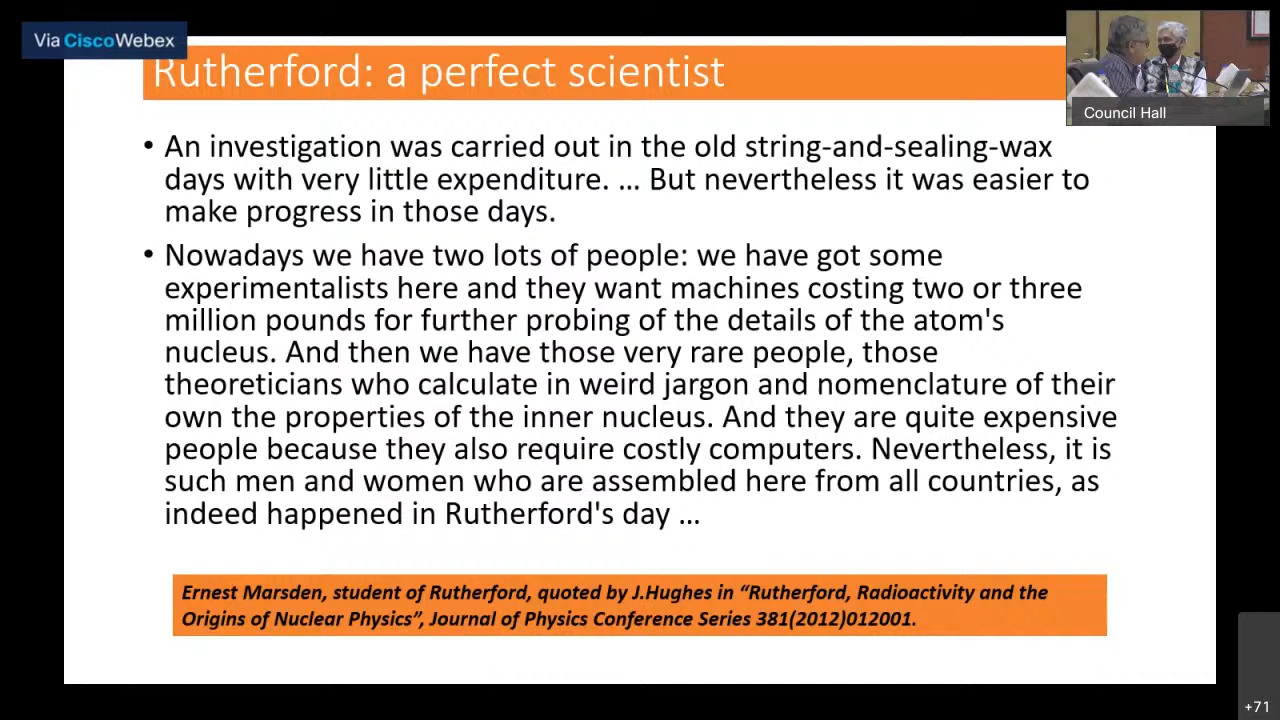 Via Cisco Webex
Rutherford: a perfect scientist
Council Hall
• An investigation was carried out in the old string-and-sealing-wax
days with very little expenditure. … But nevertheless it was easier to
make progress in those days.
• Nowadays we have two lots of people: we have got some
experimentalists here and they want machines costing two or three
million pounds for further probing of the details of the atom's
nucleus. And then we have those very rare people, those
theoreticians who calculate in weird jargon and nomenclature of their
own the properties of the inner nucleus. And they are quite expensive
people because they also require costly computers. Nevertheless, it is
such men and women who are assembled here from all countries, as
indeed happened in Rutherford's day …
Ernest Marsden, student of Rutherford, quoted by J.Hughes in “Rutherford, Radioactivity and the
Origins of Nuclear Physics”, Journal of Physics Conference Series 381(2012)012001.
+71